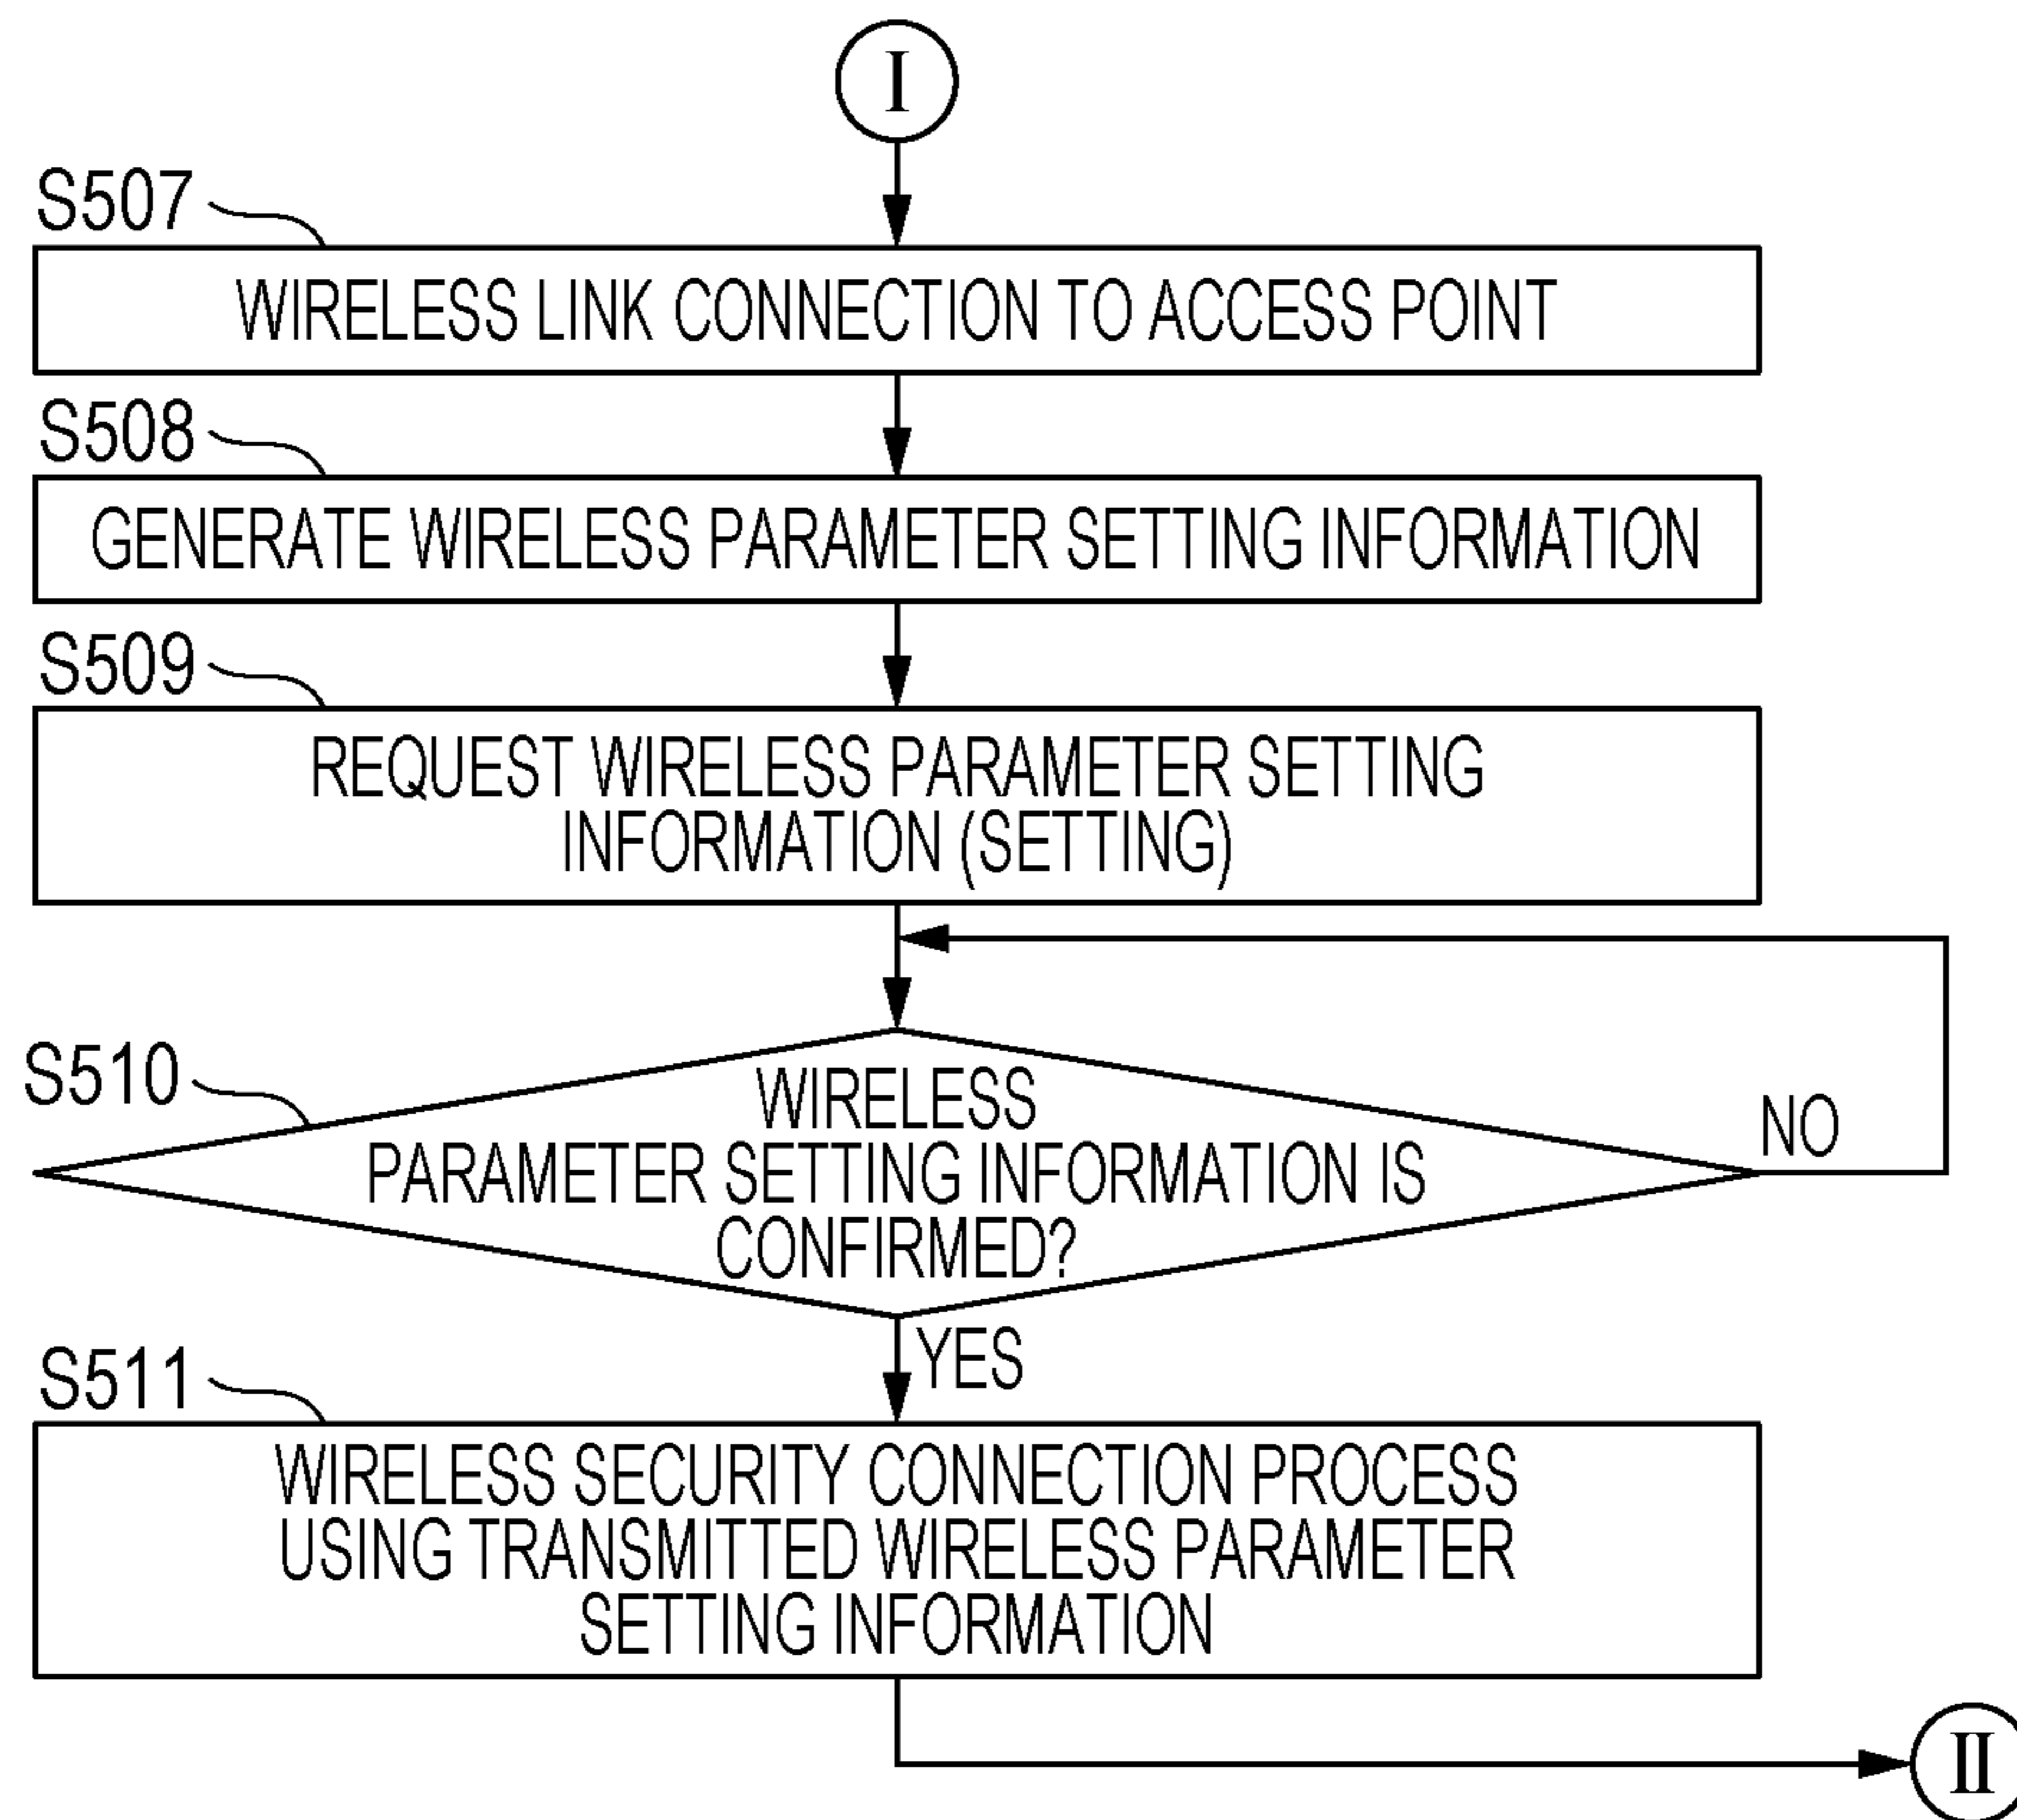 I
S507
WIRELESS LINK CONNECTION TO ACCESS POINT
S508
GENERATE WIRELESS PARAMETER SETTING INFORMATION
S509
REQUEST WIRELESS PARAMETER SETTING
INFORMATION (SETTING)
S510
WIRELESS
PARAMETER SETTING INFORMATION IS
CONFIRMED?
NO
YES
S511
WIRELESS SECURITY CONNECTION PROCESS
USING TRANSMITTED WIRELESS PARAMETER
SETTING INFORMATION
II